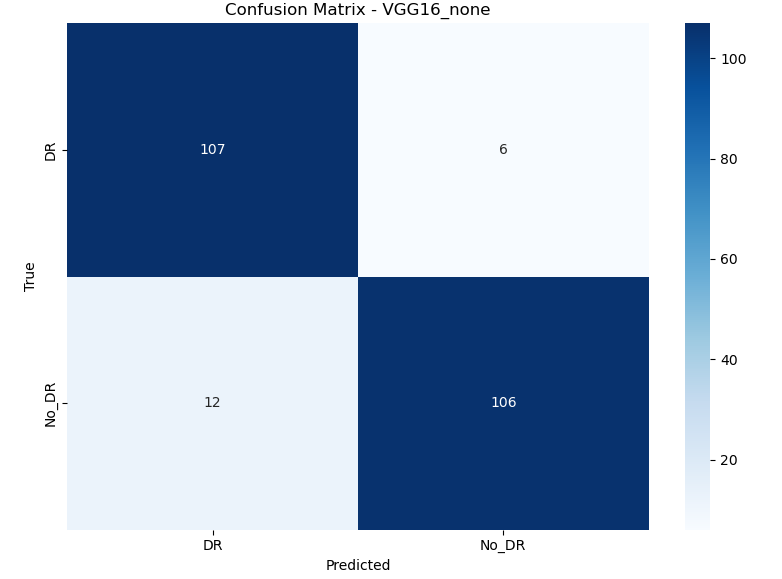 Confusion Matrix - VGG16_none
DR
107
6
100
80
60
40
20
True
No_DR
12
106
DR
No_DR
Predicted